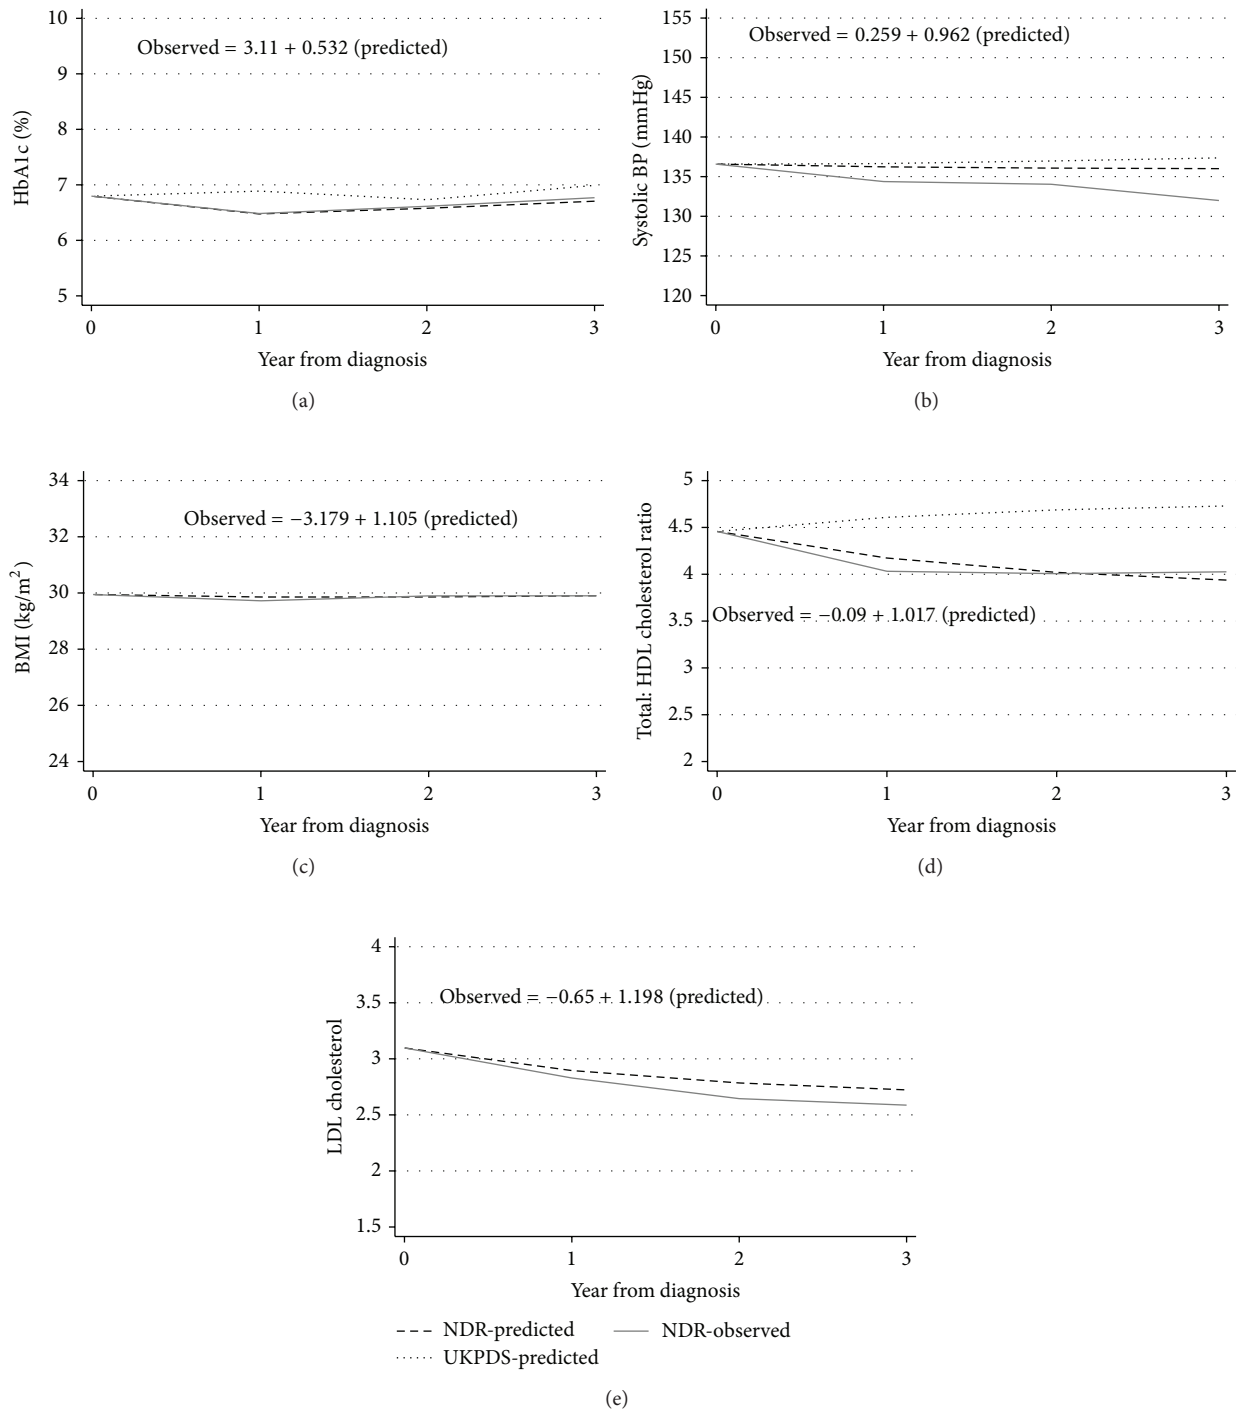 Observed = 3.11 + 0.532 (predicted)
HbA1c (%)
10
9
8
7
6
5
0 1 2 3
Year from diagnosis
(a)
Observed = 0.259 + 0.962 (predicted)
Systolic BP (mmHg)
155
150
145
140
135
130
125
120
0 1 2 3
Year from diagnosis
(b)
Observed = −3.179 + 1.105 (predicted)
BMI (kg/m²)
34
32
30
28
26
24
0 1 2 3
Year from diagnosis
(c)
Observed = −0.09 + 1.017 (predicted)
Total: HDL cholesterol ratio
5
4.5
4
3.5
3
2.5
2
0 1 2 3
Year from diagnosis
(d)
Observed = −0.65 + 1.198 (predicted)
LDL cholesterol
4
3.5
3
2.5
2
1.5
0 1 2 3
Year from diagnosis
NDR-predicted NDR-observed
UKPDS-predicted
(e)